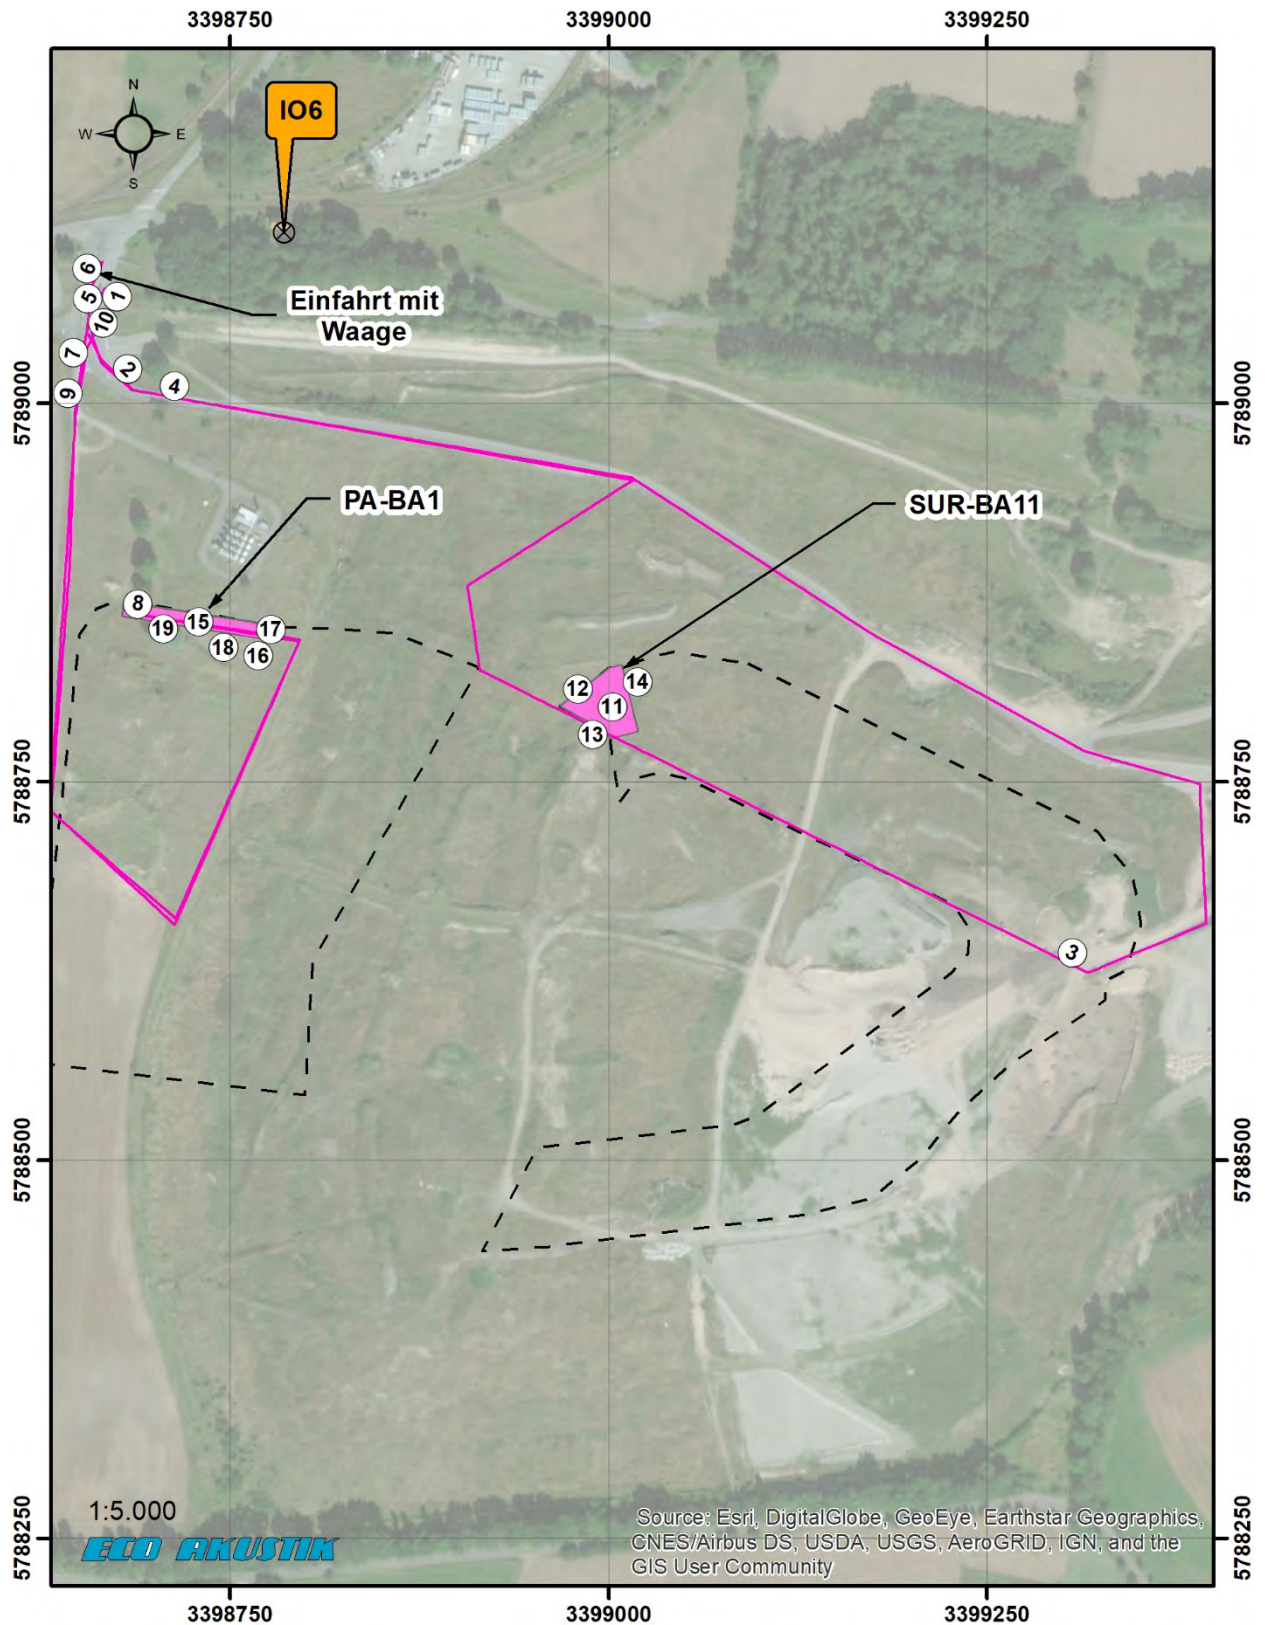 3398750 3399000 3399250
N
W E
S
IO6
6
5 1
10
Einfahrt mit
Waage
7
2
4
9
5789000 5789000
PA-BA1
SUR-BA11
8
15
19 17
18
16
12 14
11
13
5788750 5788750
3
5788500 5788500
1:5.000
ECO AKUSTIK
Source: Esri, DigitalGlobe, GeoEye, Earthstar Geographics,
CNES/Airbus DS, USDA, USGS, AeroGRID, IGN, and the
GIS User Community
5788250 5788250
3398750 3399000 3399250